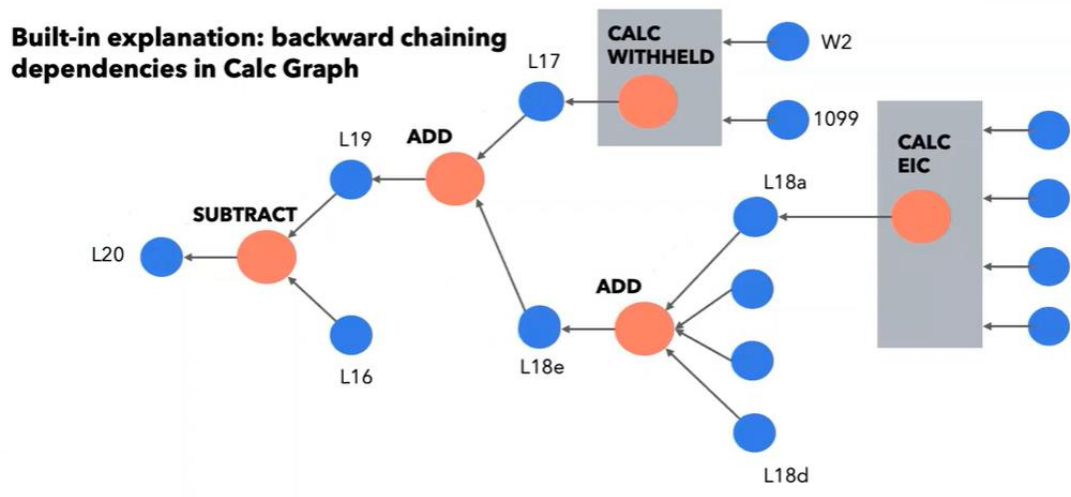 Built-in explanation: backward chaining
dependencies in Calc Graph
CALC
WITHHELD
W2
L17
1099
ADD
L19
CALC
EIC
L18a
SUBTRACT
L20
ADD
L18e
L16
L18d